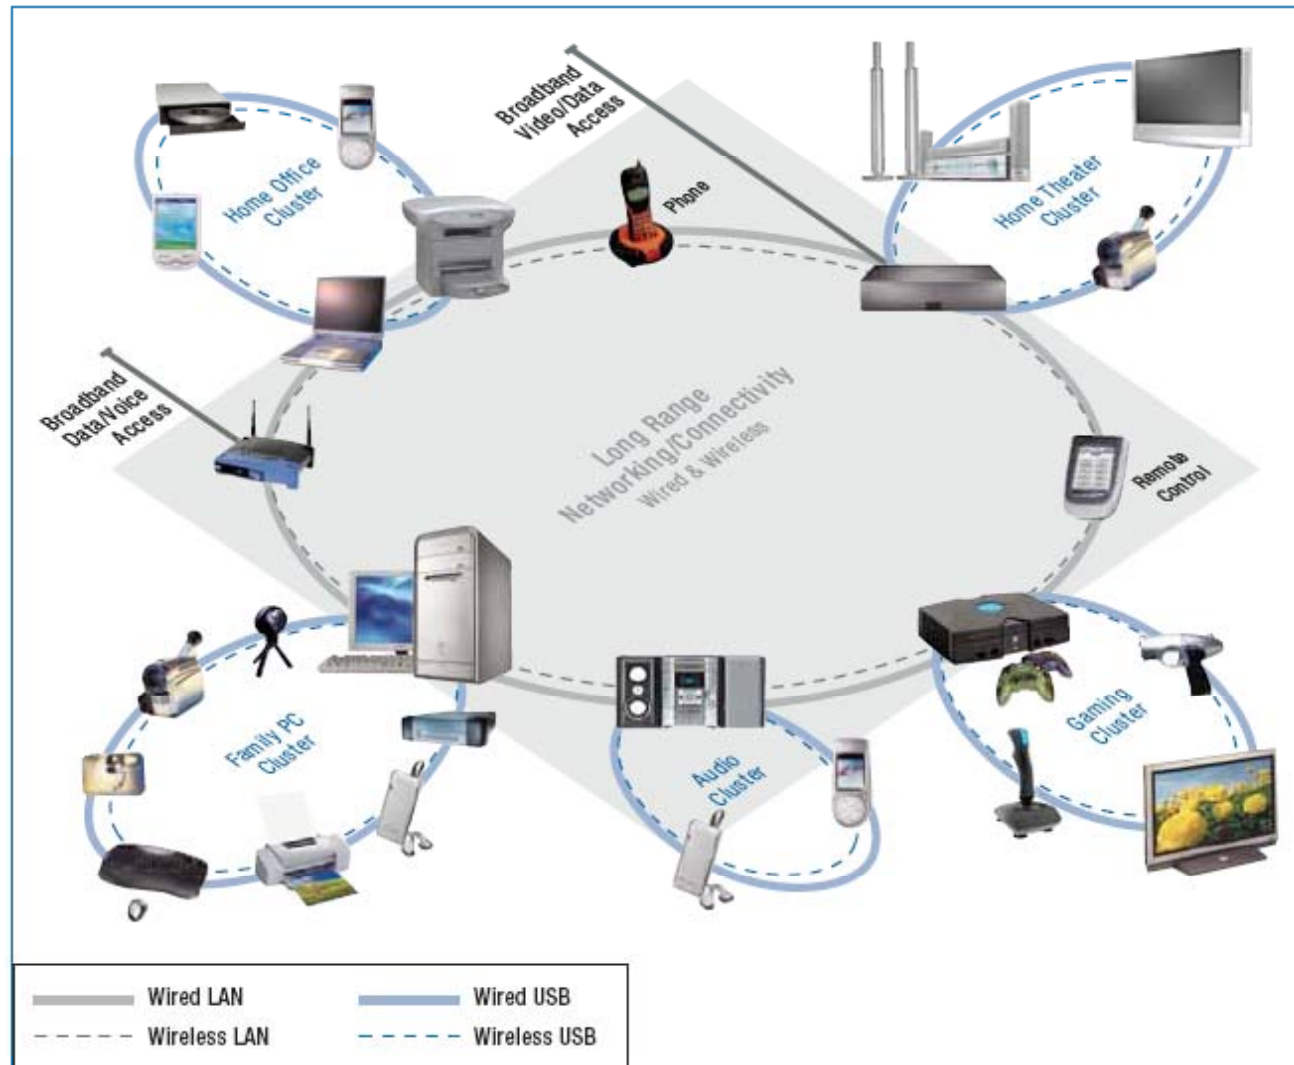 Broadband
Video/Data
Access
Phone
Home Office
Cluster
Home Theater
Cluster
Broadband
Data/Voice
Access
Long Range
Networking/Connectivity
Wired & Wireless
Remote
Control
Family PC
Cluster
Audio
Cluster
Gaming
Cluster
Wired LAN
Wired USB
Wireless LAN
Wireless USB